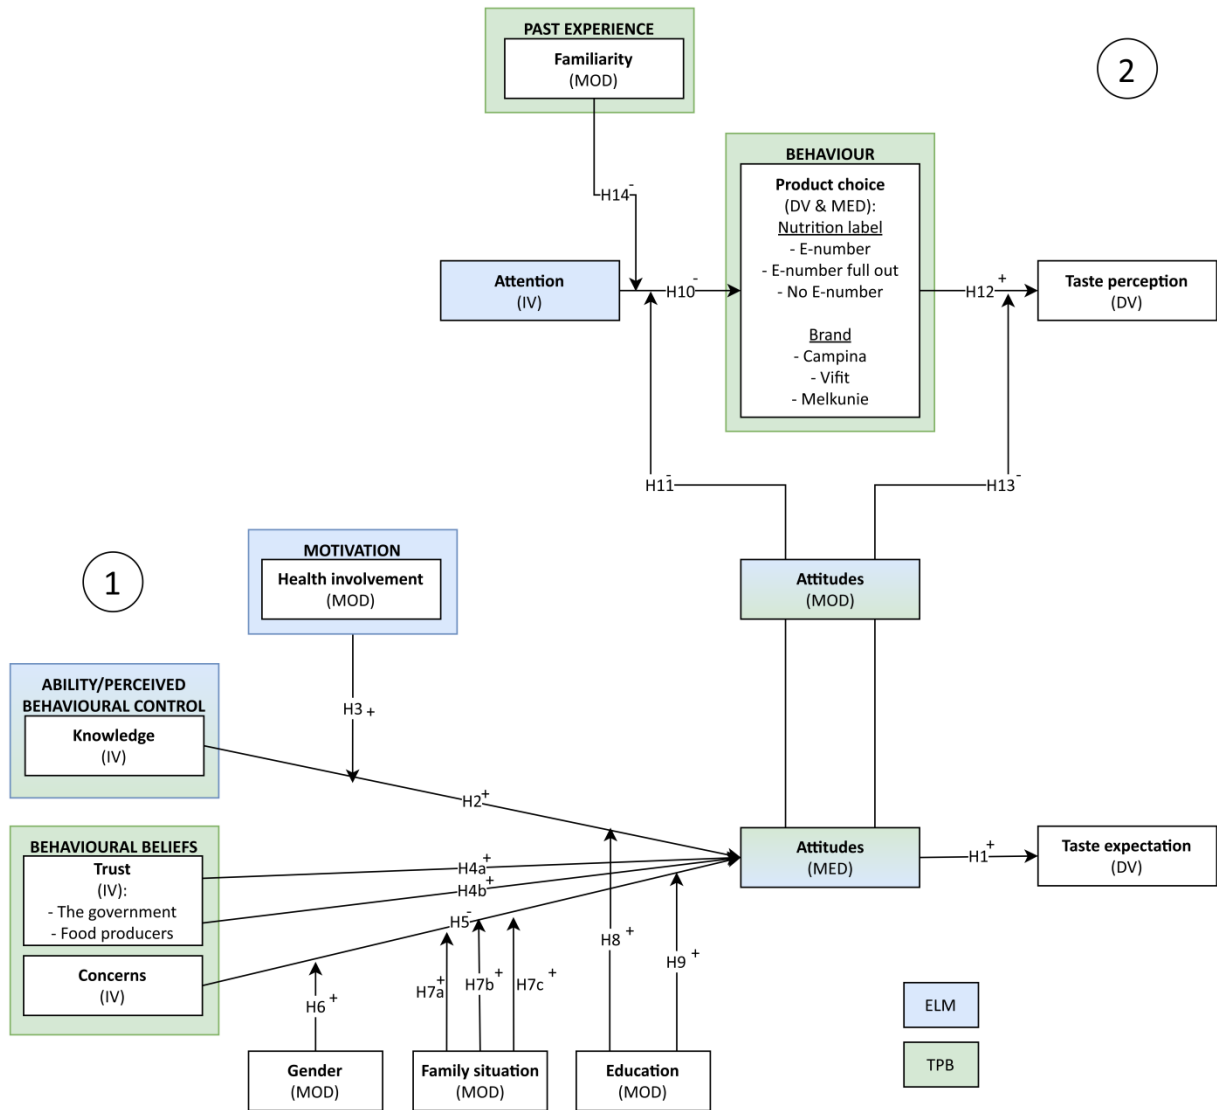 PAST EXPERIENCE
Familiarity
(MOD)
2
H14-
BEHAVIOUR
Product choice
(DV & MED):
Nutrition label
- E-number
- E-number full out
- No E-number
Brand
- Campina
- Vifit
- Melkunie
Attention
(IV)
H10-
H12+
Taste perception
(DV)
H11-
H13-
1
MOTIVATION
Health involvement
(MOD)
Attitudes
(MOD)
ABILITY/PERCEIVED
BEHAVIOURAL CONTROL
Knowledge
(IV)
H3+
H2+
BEHAVIOURAL BELIEFS
Trust
(IV):
- The government
- Food producers
Concerns
(IV)
H4a+
H4b+
H5-
Attitudes
(MED)
H1+
Taste expectation
(DV)
H6+
H7a+
H7b+
H7c+
H8+
H9+
Gender
(MOD)
Family situation
(MOD)
Education
(MOD)
ELM
TPB